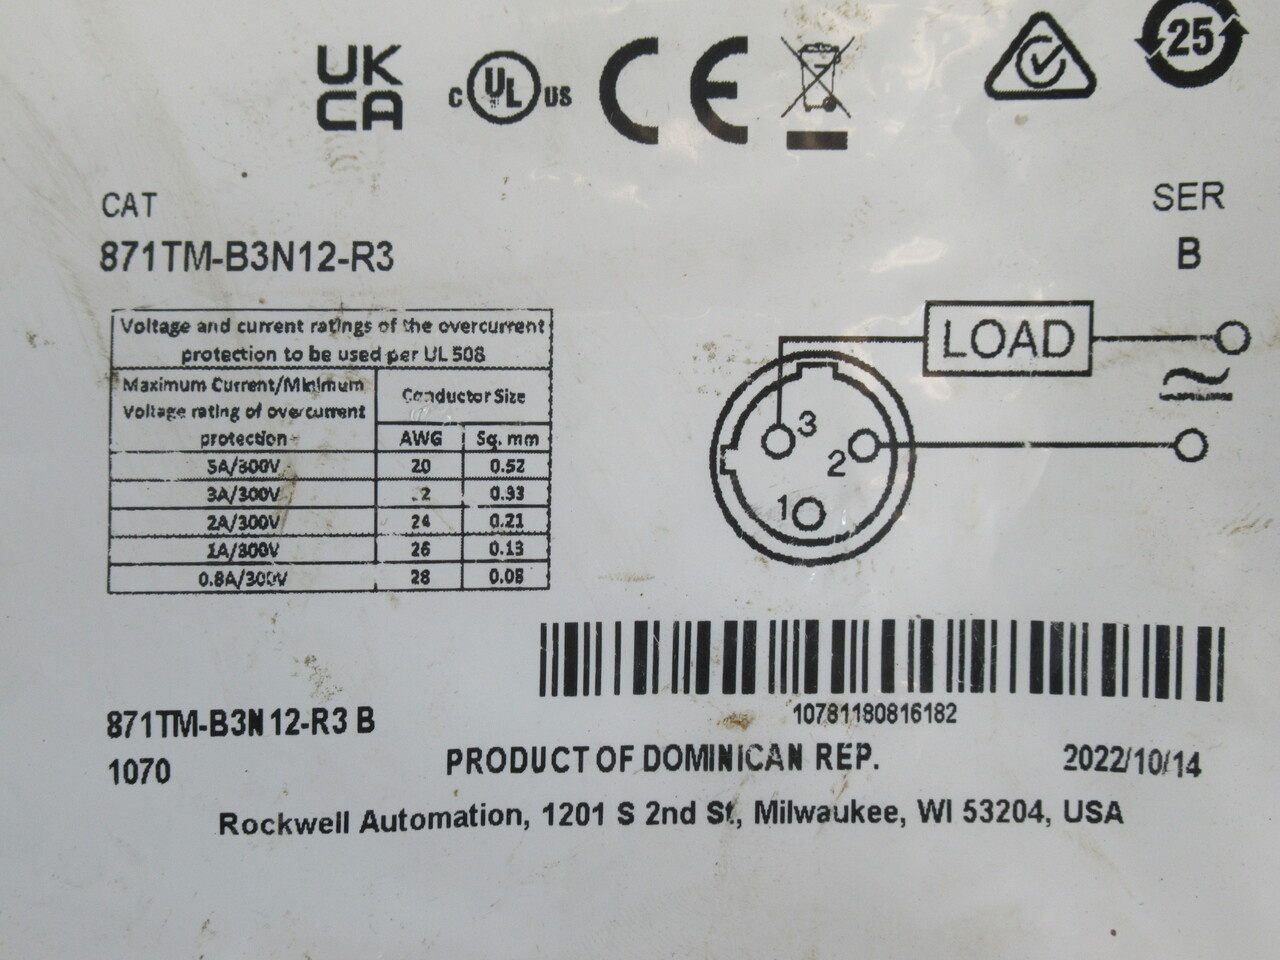 UK
CA
C UL US
CE
25
CAT
SER
871TM-B3N12-R3
B
Voltage and current ratings of the overcurrent
protection to be used per UL 508
Maximum Current/Minimum
Voltage rating of overcurrent
protection
Conductor Size
AWG Sq. mm
5A/300V 20 0.52
3A/300V 0.33
2A/300V 24 0.21
1A/300V 26 0.13
0.8A/300V 28 0.08
LOAD
3
2
1
10781180816182
871TM-B3N12-R3 B
1070
PRODUCT OF DOMINICAN REP.
2022/10/14
Rockwell Automation, 1201 S 2nd St, Milwaukee, WI 53204, USA